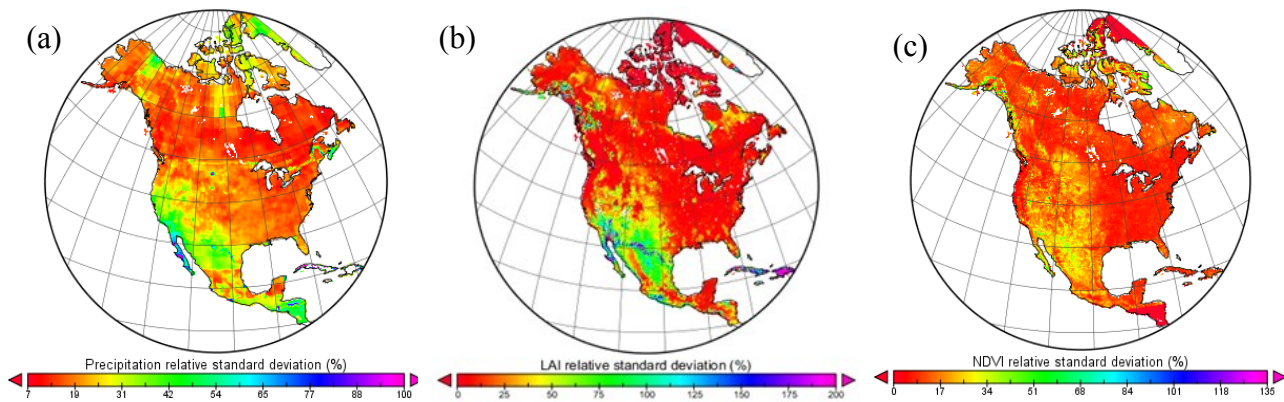 (a)
(b)
(c)
Precipitation relative standard deviation (%)
7 19 31 42 54 65 77 88 100
LAI relative standard deviation (%)
0 25 50 75 100 125 150 175 200
NDVI relative standard deviation (%)
0 17 34 51 68 84 101 118 135